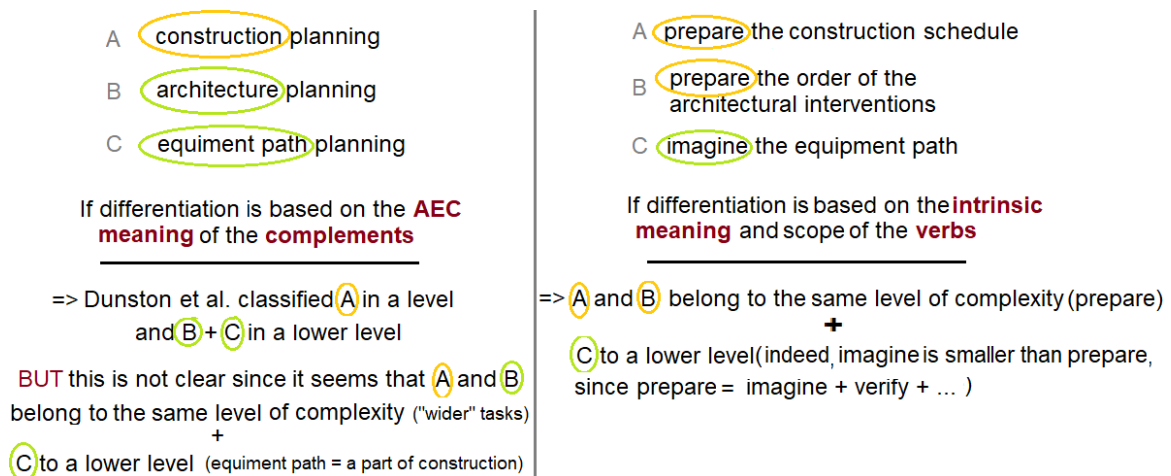 A construction planning
B architecture planning
C equiment path planning
If differentiation is based on the AEC
meaning of the complements
=> Dunston et al. classified A in a level
and B + C in a lower level
BUT this is not clear since it seems that A and B
belong to the same level of complexity ("wider" tasks)
+
C to a lower level (equiment path = a part of construction)
A prepare the construction schedule
B prepare the order of the
architectural interventions
C imagine the equipment path
If differentiation is based on the intrinsic
meaning and scope of the verbs
=> A and B belong to the same level of complexity (prepare)
+
C to a lower level (indeed, imagine is smaller than prepare,
since prepare = imagine + verify + ... )